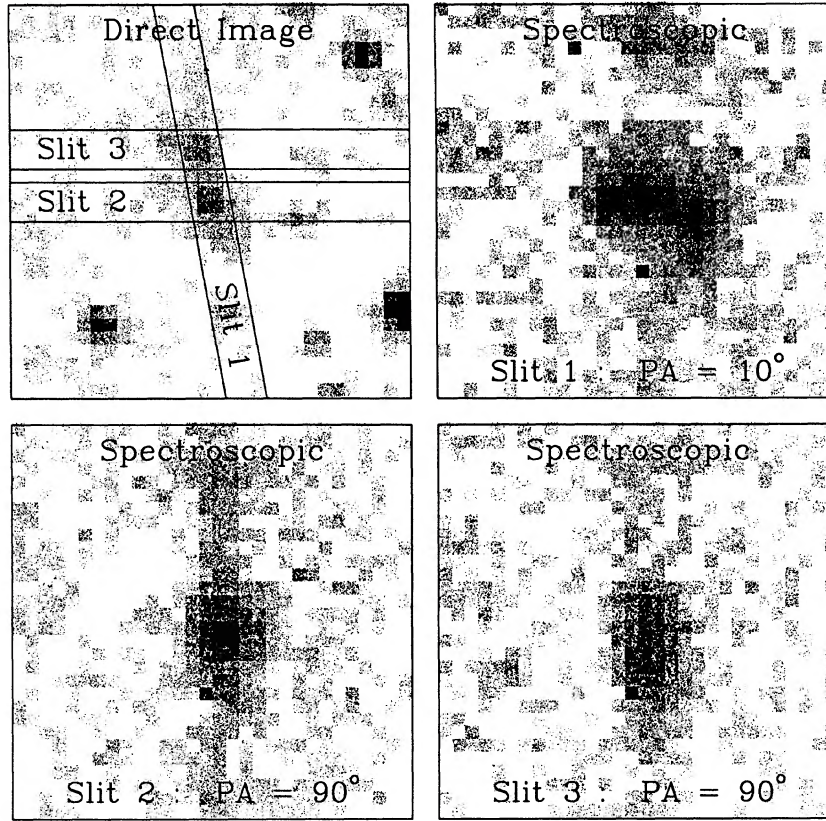 Direct Image
Slit 3
Slit 2
Slit 1
Spectroscopic
Slit 1 : PA = 10°
Spectroscopic
Slit 2 : PA = 90°
Spectroscopic
Slit 3 : PA = 90°